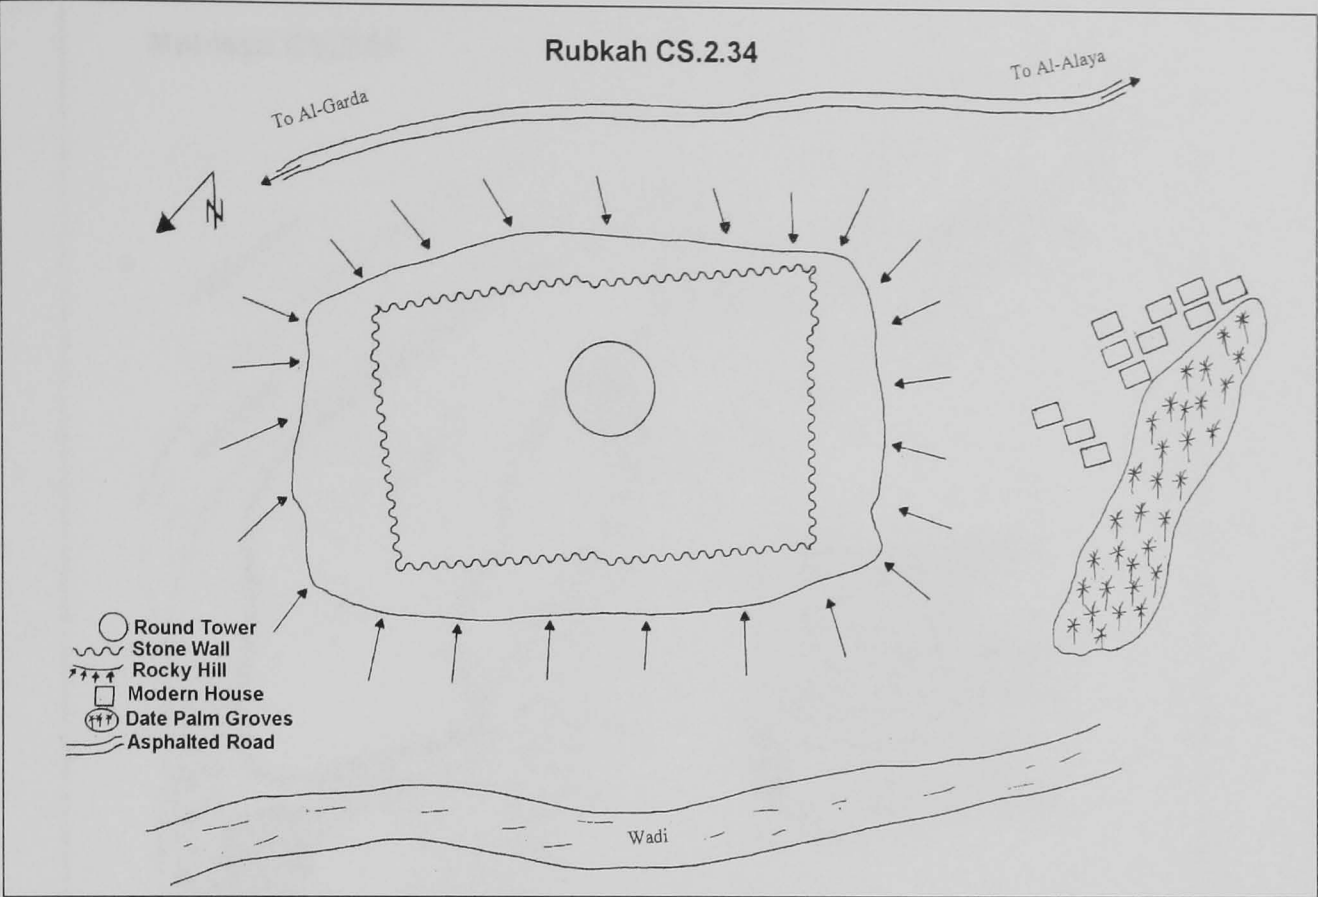 Rubkah CS.2.34
To Al-Garda
To Al-Alaya
N
Round Tower
Stone Wall
Rocky Hill
Modern House
Date Palm Groves
Asphalted Road
Wadi